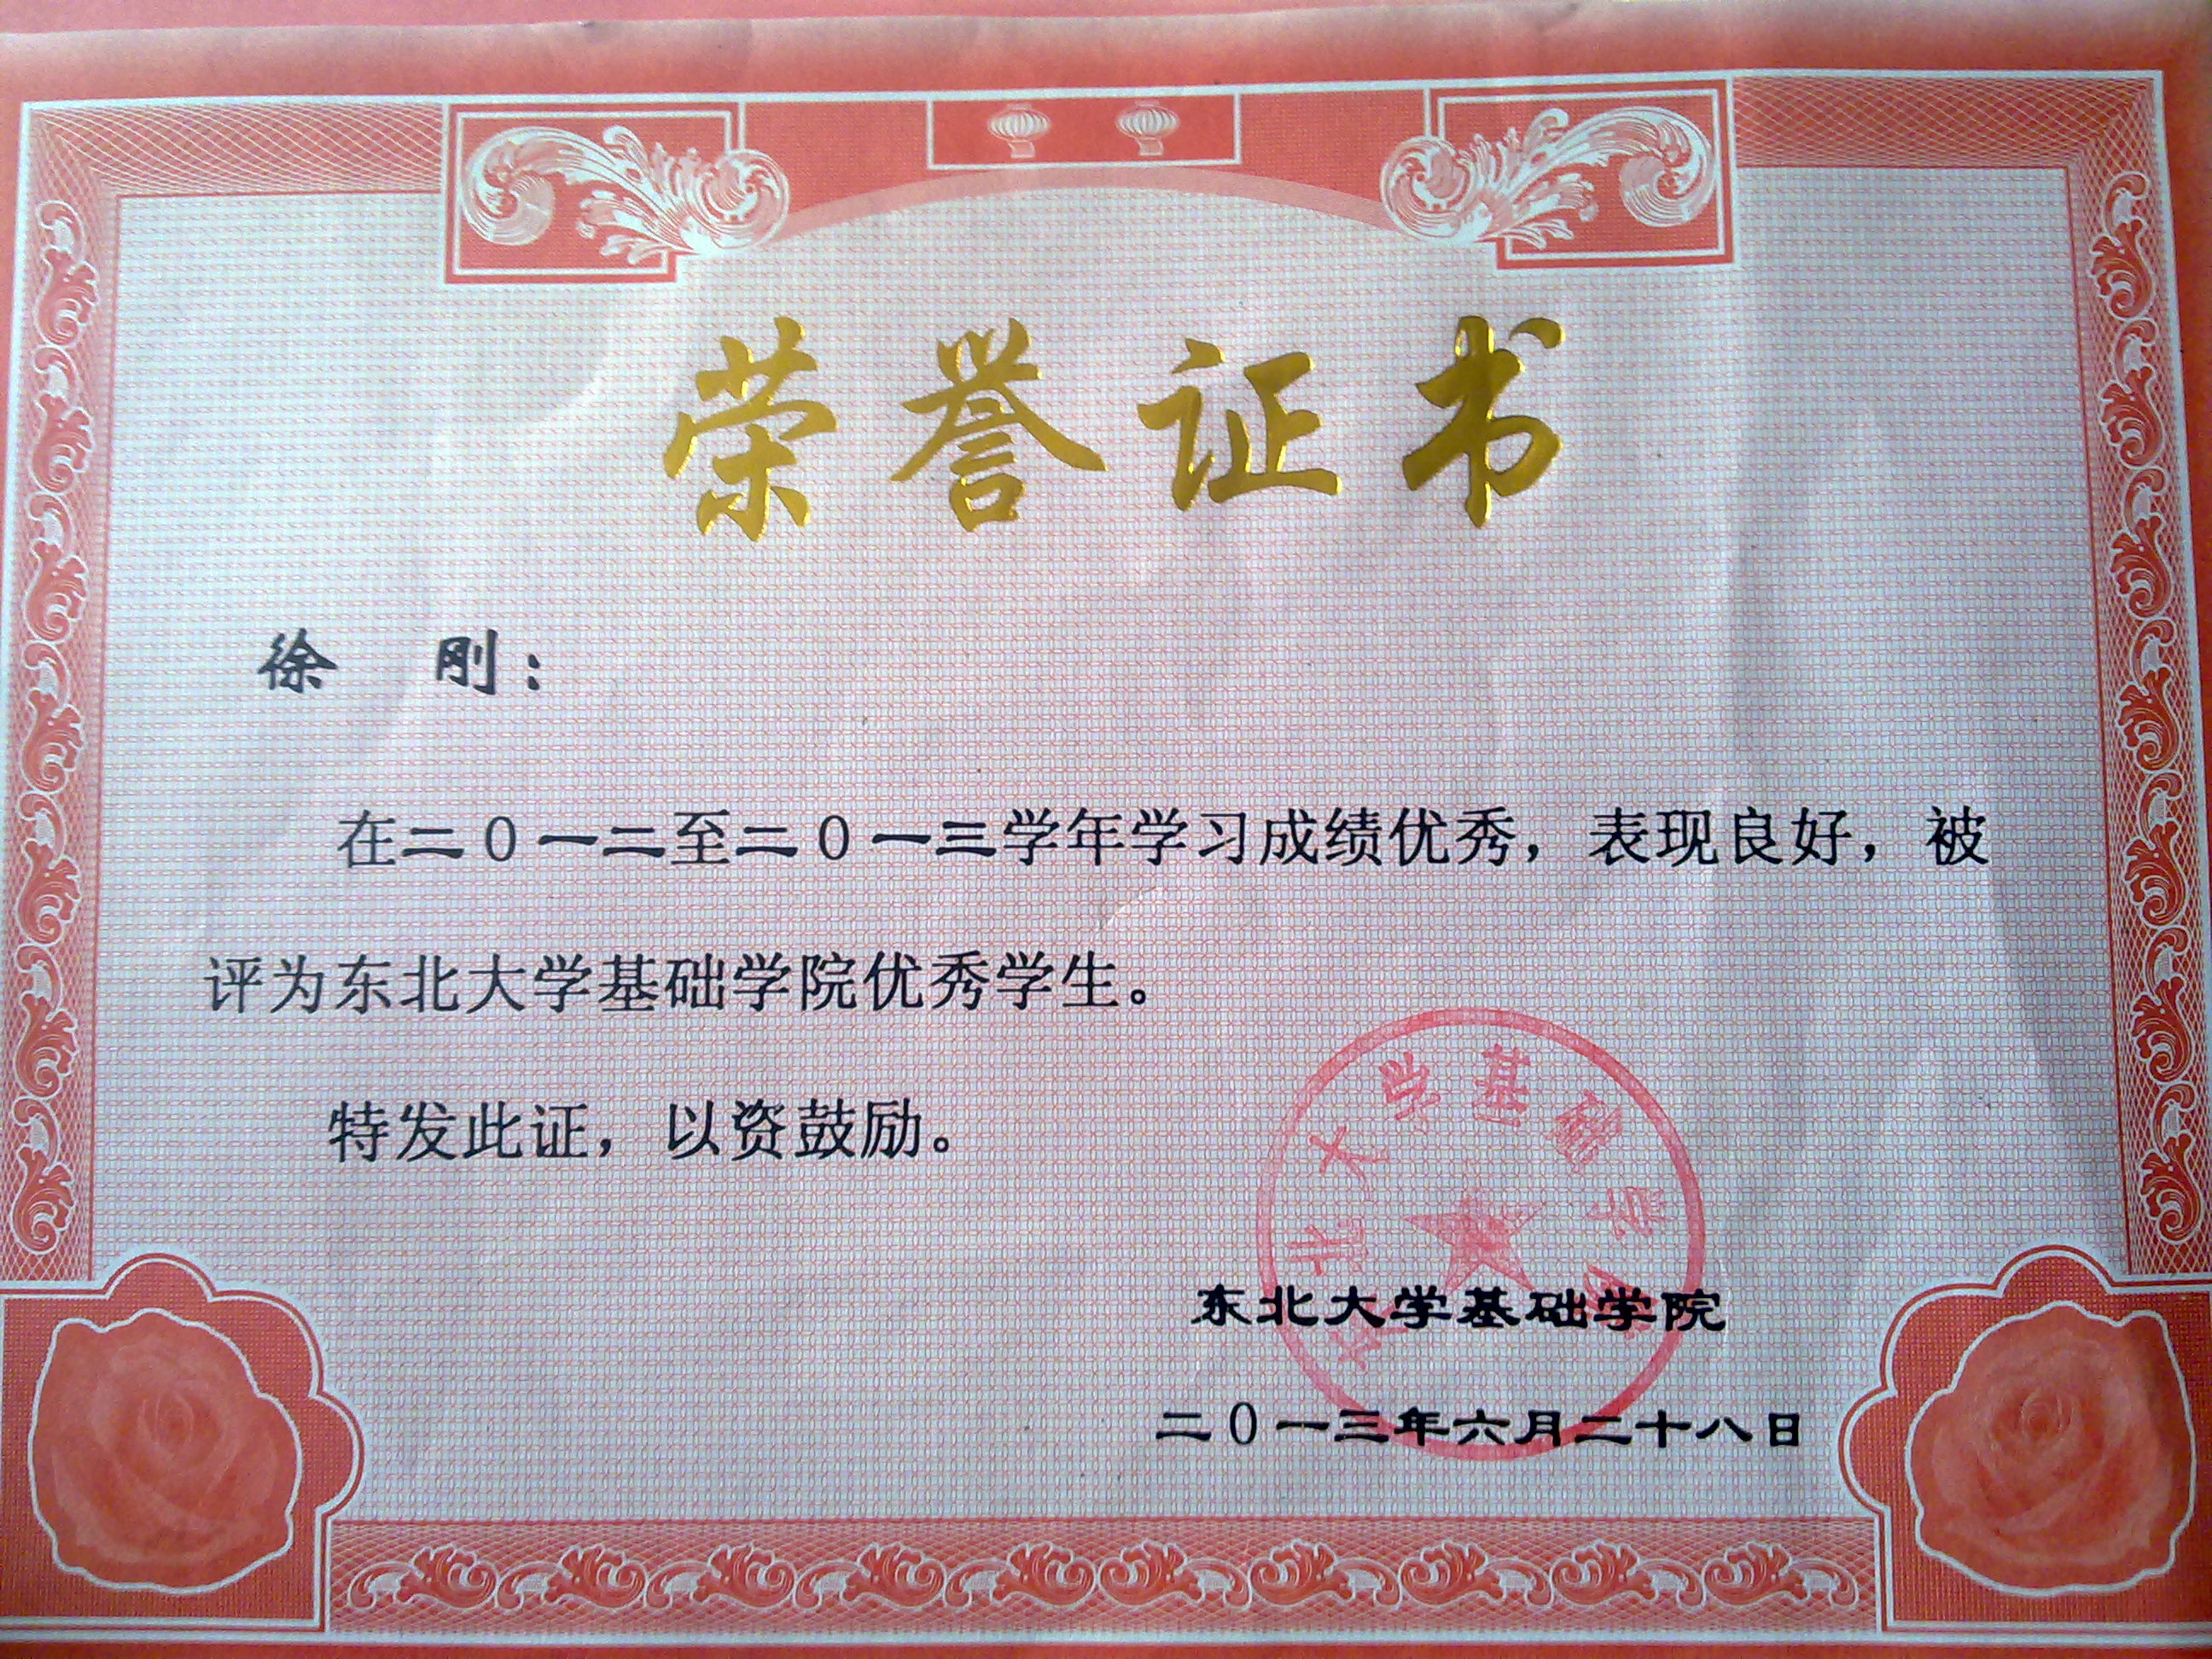 荣誉证书
徐 刚：
在二0一二至二0一三学年学习成绩优秀，表现良好，被
评为东北大学基础学院优秀学生。
特发此证，以资鼓励。
东北大学基础学院
东北大学基础学院
二0一三年六月二十八日